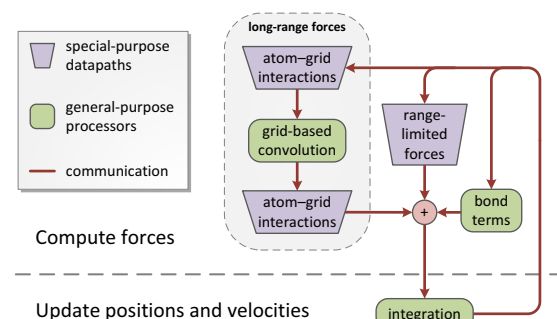 long-range forces
special-purpose
datapaths
general-purpose
processors
communication
atom–grid
interactions
grid-based
convolution
atom–grid
interactions
range-
limited
forces
+
bond
terms
Compute forces
Update positions and velocities
integration